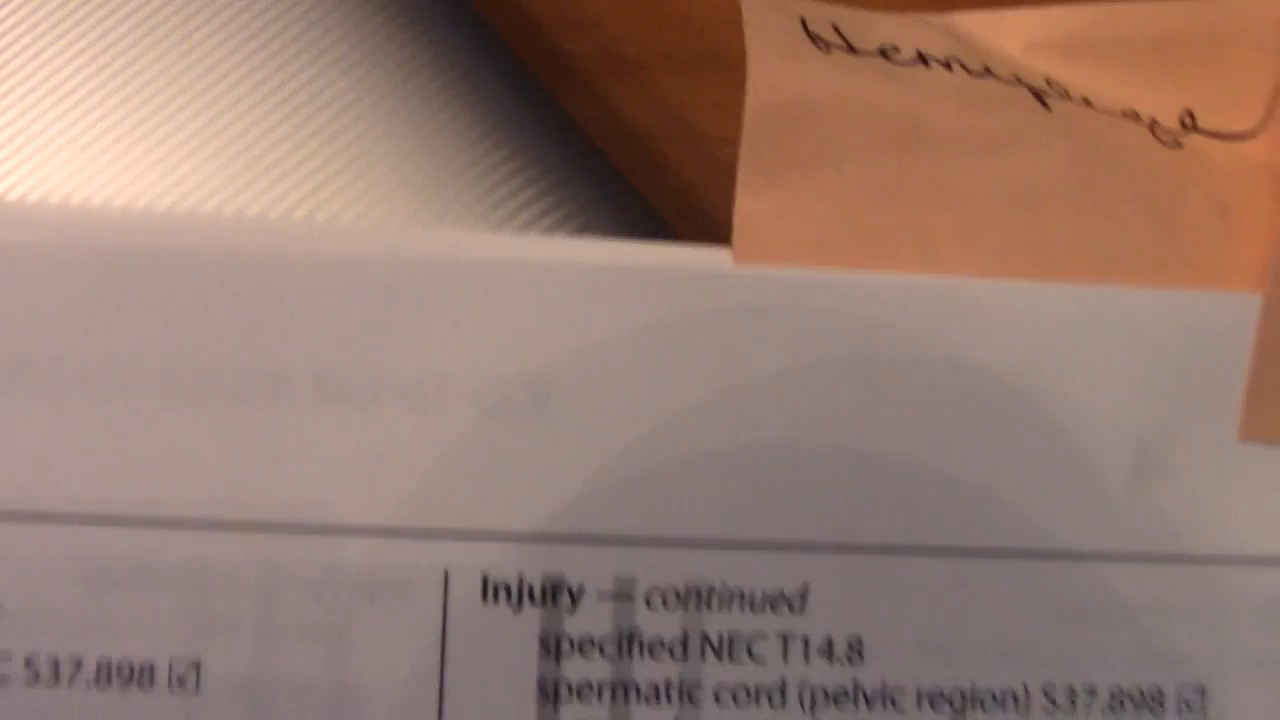 Hemiplegia
Injury — continued
specified NEC T14.8
S37.898 ☑
spermatic cord (pelvic region) S37.898 ☑